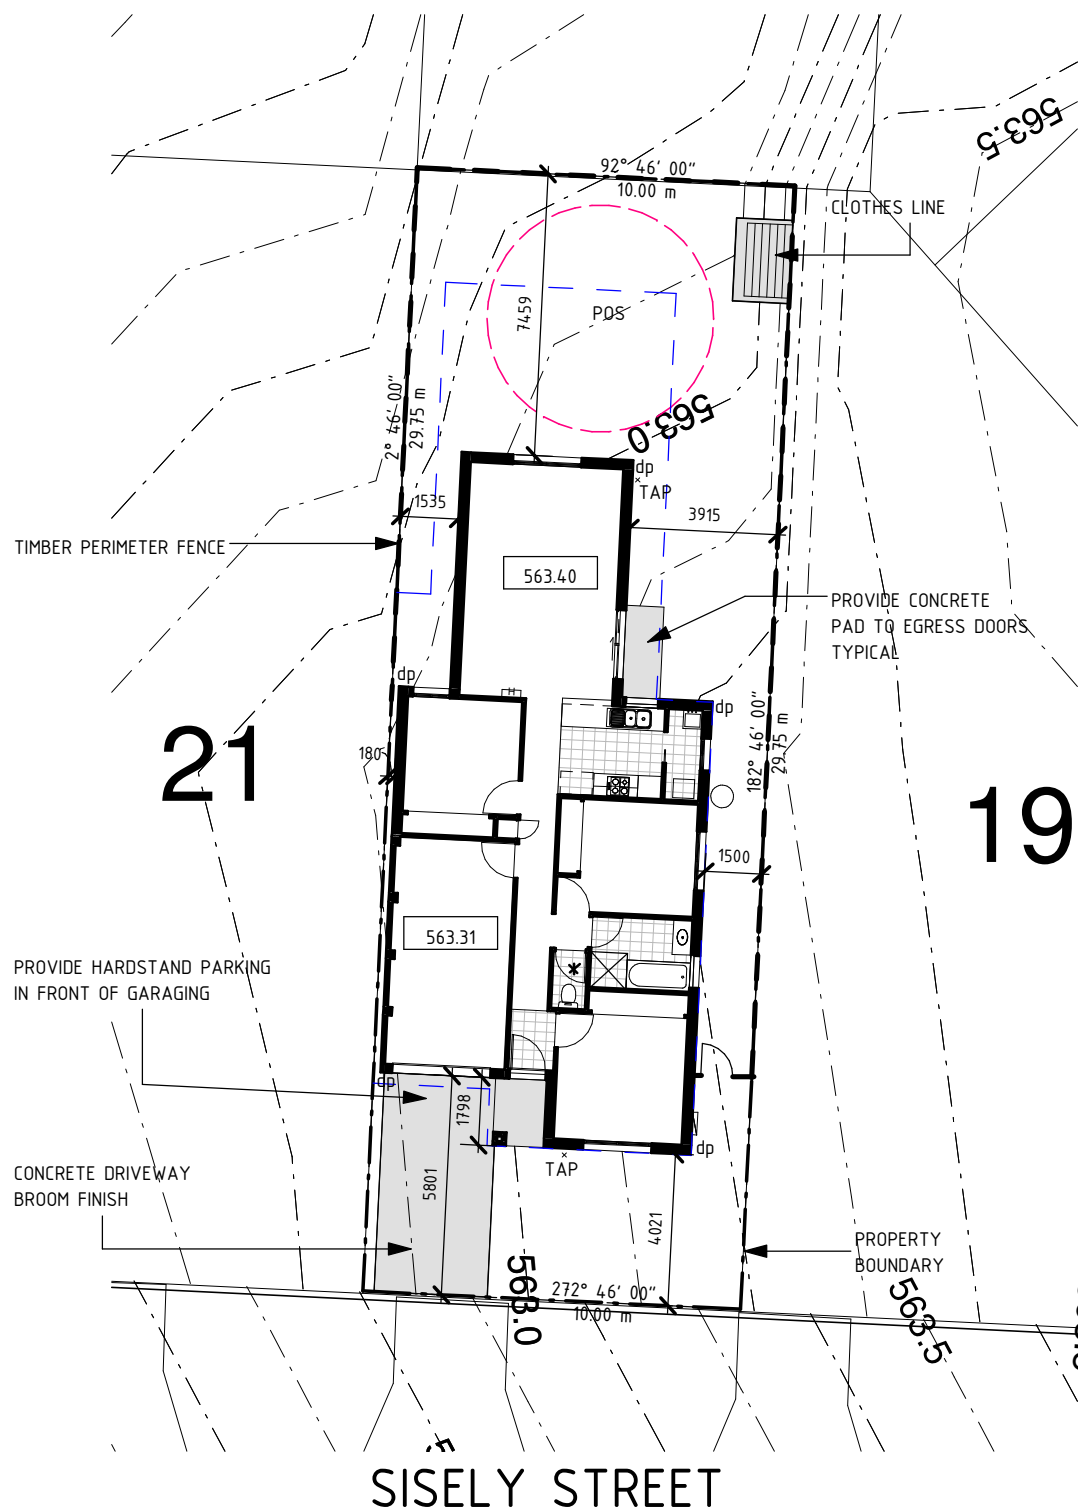 92° 46' 00"
10.00 m
563.5
CLOTHES LINE
7459
POS
2° 46' 00"
29.75 m
563.0
dp
TAP
1535
3915
TIMBER PERIMETER FENCE
563.40
PROVIDE CONCRETE
PAD TO EGRESS DOORS
TYPICAL
dp
H
dp
21
180
182° 46' 00"
29.75 m
19
1500
563.31
PROVIDE HARDSTAND PARKING
IN FRONT OF GARAGING
dp
1798
dp
TAP
CONCRETE DRIVEWAY
BROOM FINISH
5801
4021
PROPERTY
BOUNDARY
563.0
272° 46' 00"
10.00 m
563.5
SISELY STREET